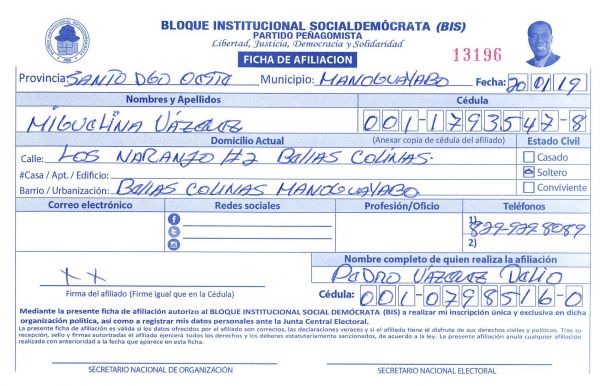 BLOQUE INSTITUCIONAL SOCIALDEMÓCRATA (BIS)
PARTIDO PEÑAGOMISTA
Libertad, Justicia, Democracia y Solidaridad
FICHA DE AFILIACION
13196
Provincia: SANTO DGO OESTE Municipio: MANOGUAYABO Fecha: 20/01/19
Nombres y Apellidos Cédula
MIGUELINA VÁZQUEZ 001-1793547-8
Domicilio Actual (Anexar copia de cédula del afiliado) Estado Civil
Calle: LOS NARANJO #2 BELLAS COLINAS. Casado
#Casa / Apt. / Edificio: Soltero
Barrio / Urbanización: BELLAS COLINAS MANOGUAYABO Conviviente
Correo electrónico Redes sociales Profesión/Oficio Teléfonos
1) 829-928-8089
2)
Nombre completo de quien realiza la afiliación
XX PEDRO VÁZQUEZ
Firma del afiliado (Firme igual que en la Cédula) Cédula: 001-0798516-0
Mediante la presente ficha de afiliación autorizo al BLOQUE INSTITUCIONAL SOCIAL DEMÓCRATA (BIS) a realizar mi inscripción única y exclusiva en dicha
organización política, así como a registrar mis datos personales ante la Junta Central Electoral.
La presente ficha de afiliación es válida si los datos ofrecidos por el afiliado son correctos, las declaraciones veraces y si el afiliado tiene el disfrute de sus derechos civiles y políticos. Tras su
recepción, sello y firmas autorizadas el afiliado ejercerá todos los derechos y los deberes estatutariamente sancionados, de acuerdo a la ley. La presente afiliación anula cualquier afiliación
realizada con anterioridad a la fecha que aparece en esta ficha.
SECRETARIO NACIONAL DE ORGANIZACIÓN SECRETARIO NACIONAL ELECTORAL